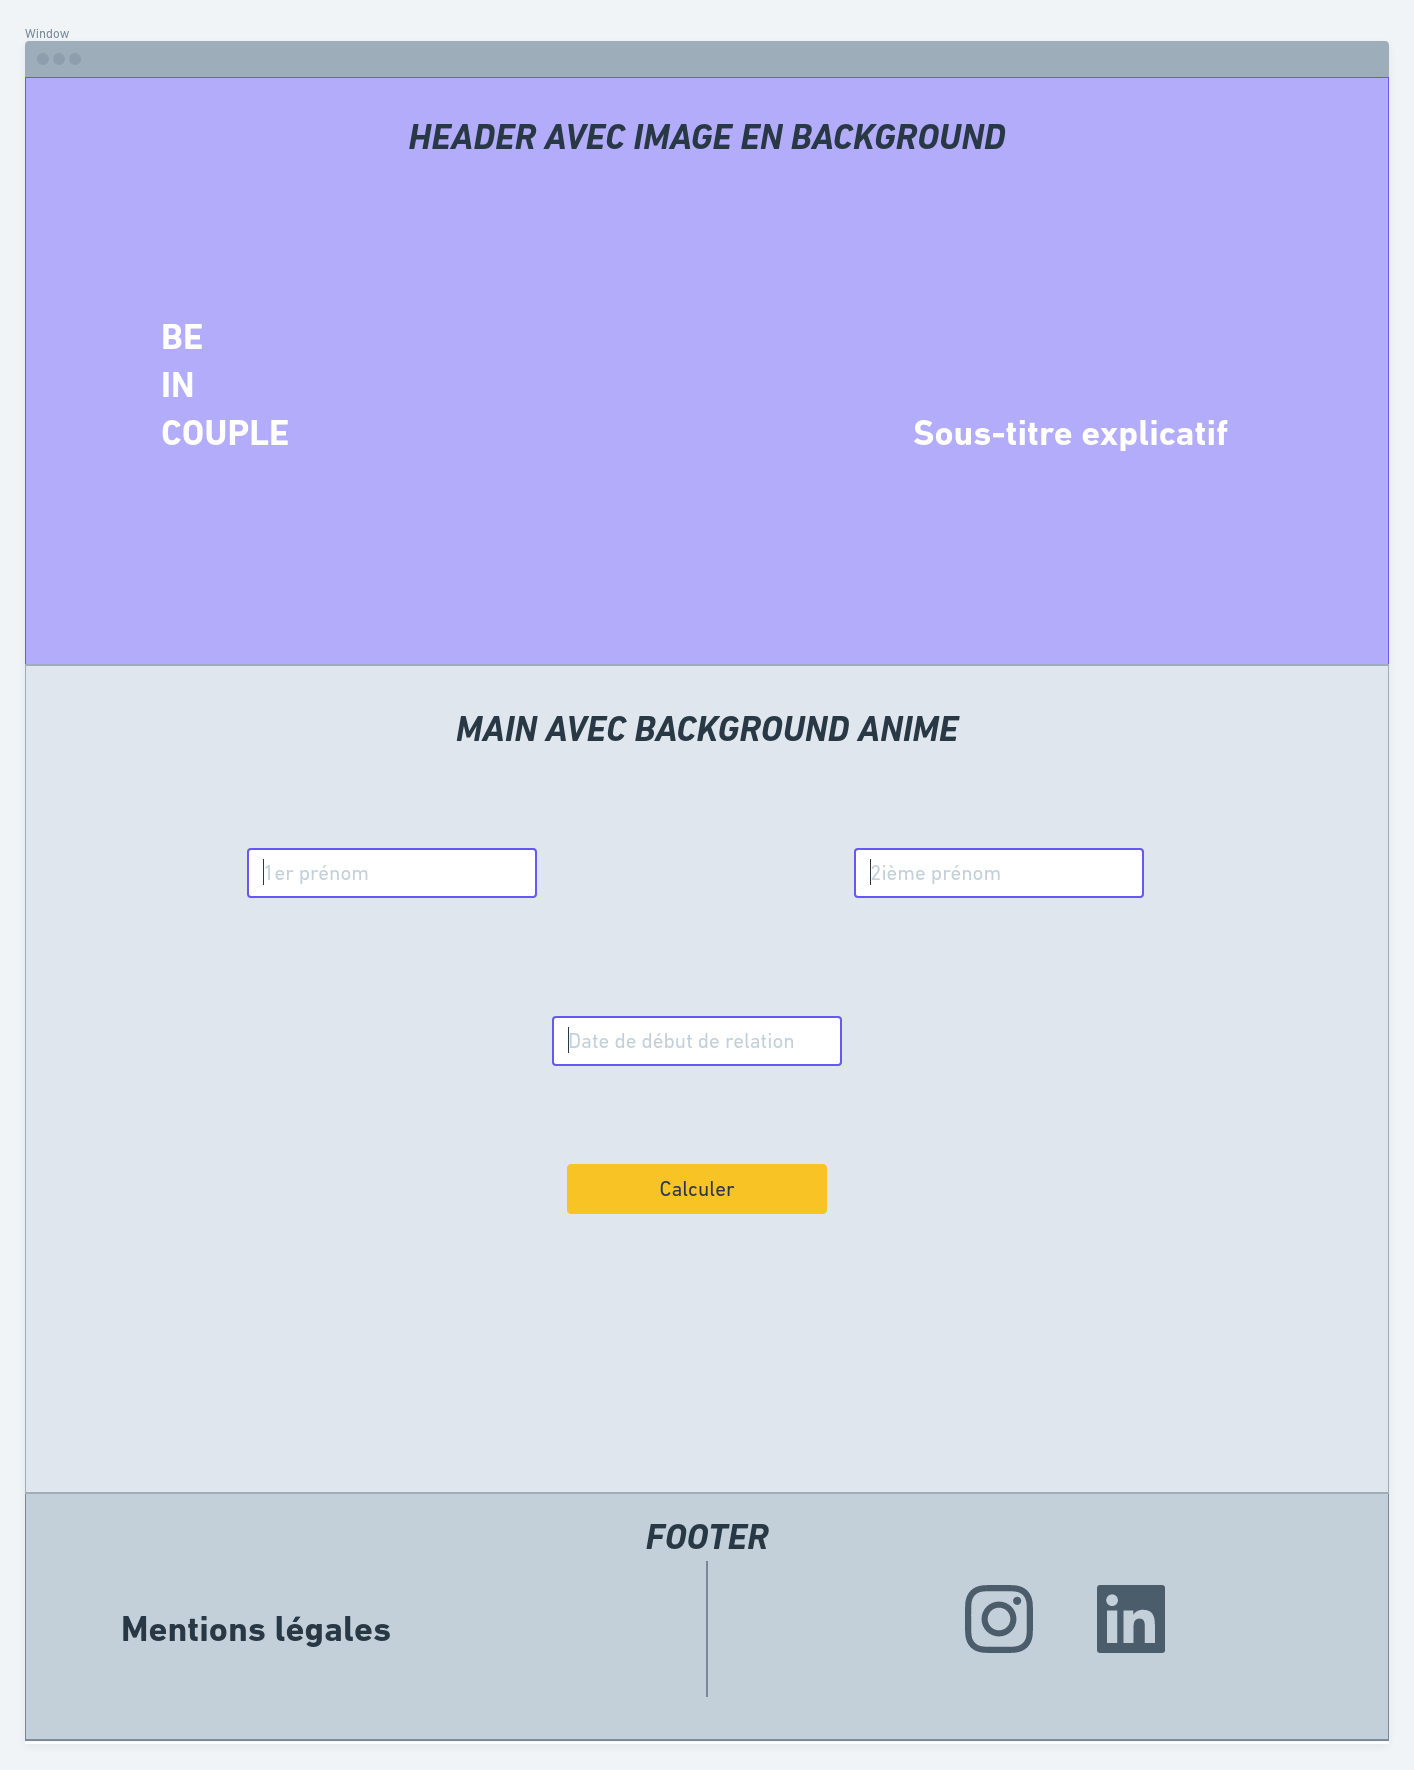 Window
HEADER AVEC IMAGE EN BACKGROUND
BE
IN
COUPLE
Sous-titre explicatif
MAIN AVEC BACKGROUND ANIME
1er prénom
2ième prénom
Date de début de relation
Calculer
FOOTER
Mentions légales
in